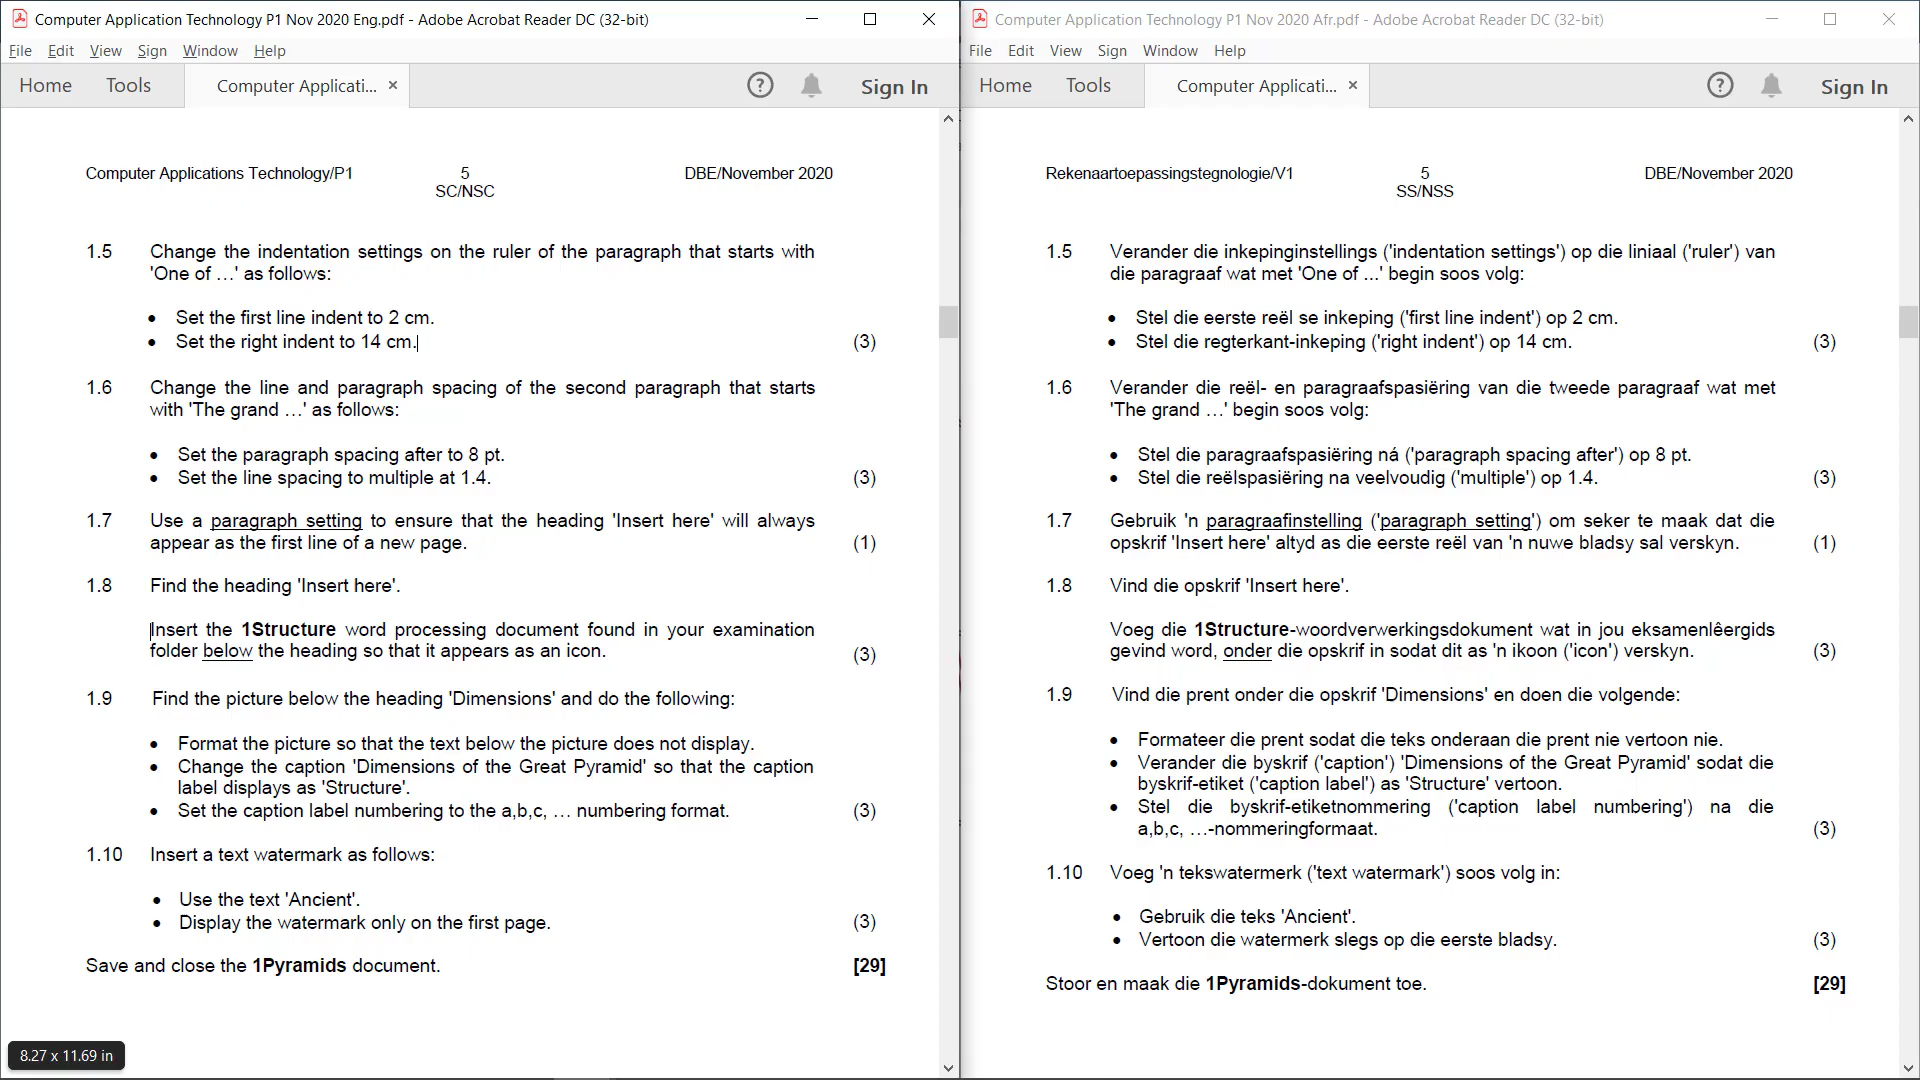 Computer Application Technology P1 Nov 2020 Eng.pdf - Adobe Acrobat Reader DC (32-bit)
File Edit View Sign Window Help
Home Tools Computer Applicati... × Sign In
Computer Applications Technology/P1 5 DBE/November 2020
SC/NSC
1.5 Change the indentation settings on the ruler of the paragraph that starts with
'One of …' as follows:
• Set the first line indent to 2 cm.
• Set the right indent to 14 cm. (3)
1.6 Change the line and paragraph spacing of the second paragraph that starts
with 'The grand …' as follows:
• Set the paragraph spacing after to 8 pt.
• Set the line spacing to multiple at 1.4. (3)
1.7 Use a paragraph setting to ensure that the heading 'Insert here' will always
appear as the first line of a new page. (1)
1.8 Find the heading 'Insert here'.
Insert the 1Structure word processing document found in your examination
folder below the heading so that it appears as an icon. (3)
1.9 Find the picture below the heading 'Dimensions' and do the following:
• Format the picture so that the text below the picture does not display.
• Change the caption 'Dimensions of the Great Pyramid' so that the caption
label displays as 'Structure'.
• Set the caption label numbering to the a,b,c, … numbering format. (3)
1.10 Insert a text watermark as follows:
• Use the text 'Ancient'.
• Display the watermark only on the first page. (3)
Save and close the 1Pyramids document. [29]
8.27 x 11.69 in
Computer Application Technology P1 Nov 2020 Afr.pdf - Adobe Acrobat Reader DC (32-bit)
File Edit View Sign Window Help
Home Tools Computer Applicati... × Sign In
Rekenaartoepassingstegnologie/V1 5 DBE/November 2020
SS/NSS
1.5 Verander die inkepinginstellings ('indentation settings') op die liniaal ('ruler') van
die paragraaf wat met 'One of ...' begin soos volg:
• Stel die eerste reël se inkeping ('first line indent') op 2 cm.
• Stel die regterkant-inkeping ('right indent') op 14 cm. (3)
1.6 Verander die reël- en paragraafspasiëring van die tweede paragraaf wat met
'The grand …' begin soos volg:
• Stel die paragraafspasiëring ná ('paragraph spacing after') op 8 pt.
• Stel die reëlspasiëring na veelvoudig ('multiple') op 1.4. (3)
1.7 Gebruik 'n paragraafinstelling ('paragraph setting') om seker te maak dat die
opskrif 'Insert here' altyd as die eerste reël van 'n nuwe bladsy sal verskyn. (1)
1.8 Vind die opskrif 'Insert here'.
Voeg die 1Structure-woordverwerkingsdokument wat in jou eksamenlêergids
gevind word, onder die opskrif in sodat dit as 'n ikoon ('icon') verskyn. (3)
1.9 Vind die prent onder die opskrif 'Dimensions' en doen die volgende:
• Formateer die prent sodat die teks onderaan die prent nie vertoon nie.
• Verander die byskrif ('caption') 'Dimensions of the Great Pyramid' sodat die
byskrif-etiket ('caption label') as 'Structure' vertoon.
• Stel die byskrif-etiketnommering ('caption label numbering') na die
a,b,c, …-nommeringformaat. (3)
1.10 Voeg 'n tekswatermerk ('text watermark') soos volg in:
• Gebruik die teks 'Ancient'.
• Vertoon die watermerk slegs op die eerste bladsy. (3)
Stoor en maak die 1Pyramids-dokument toe. [29]